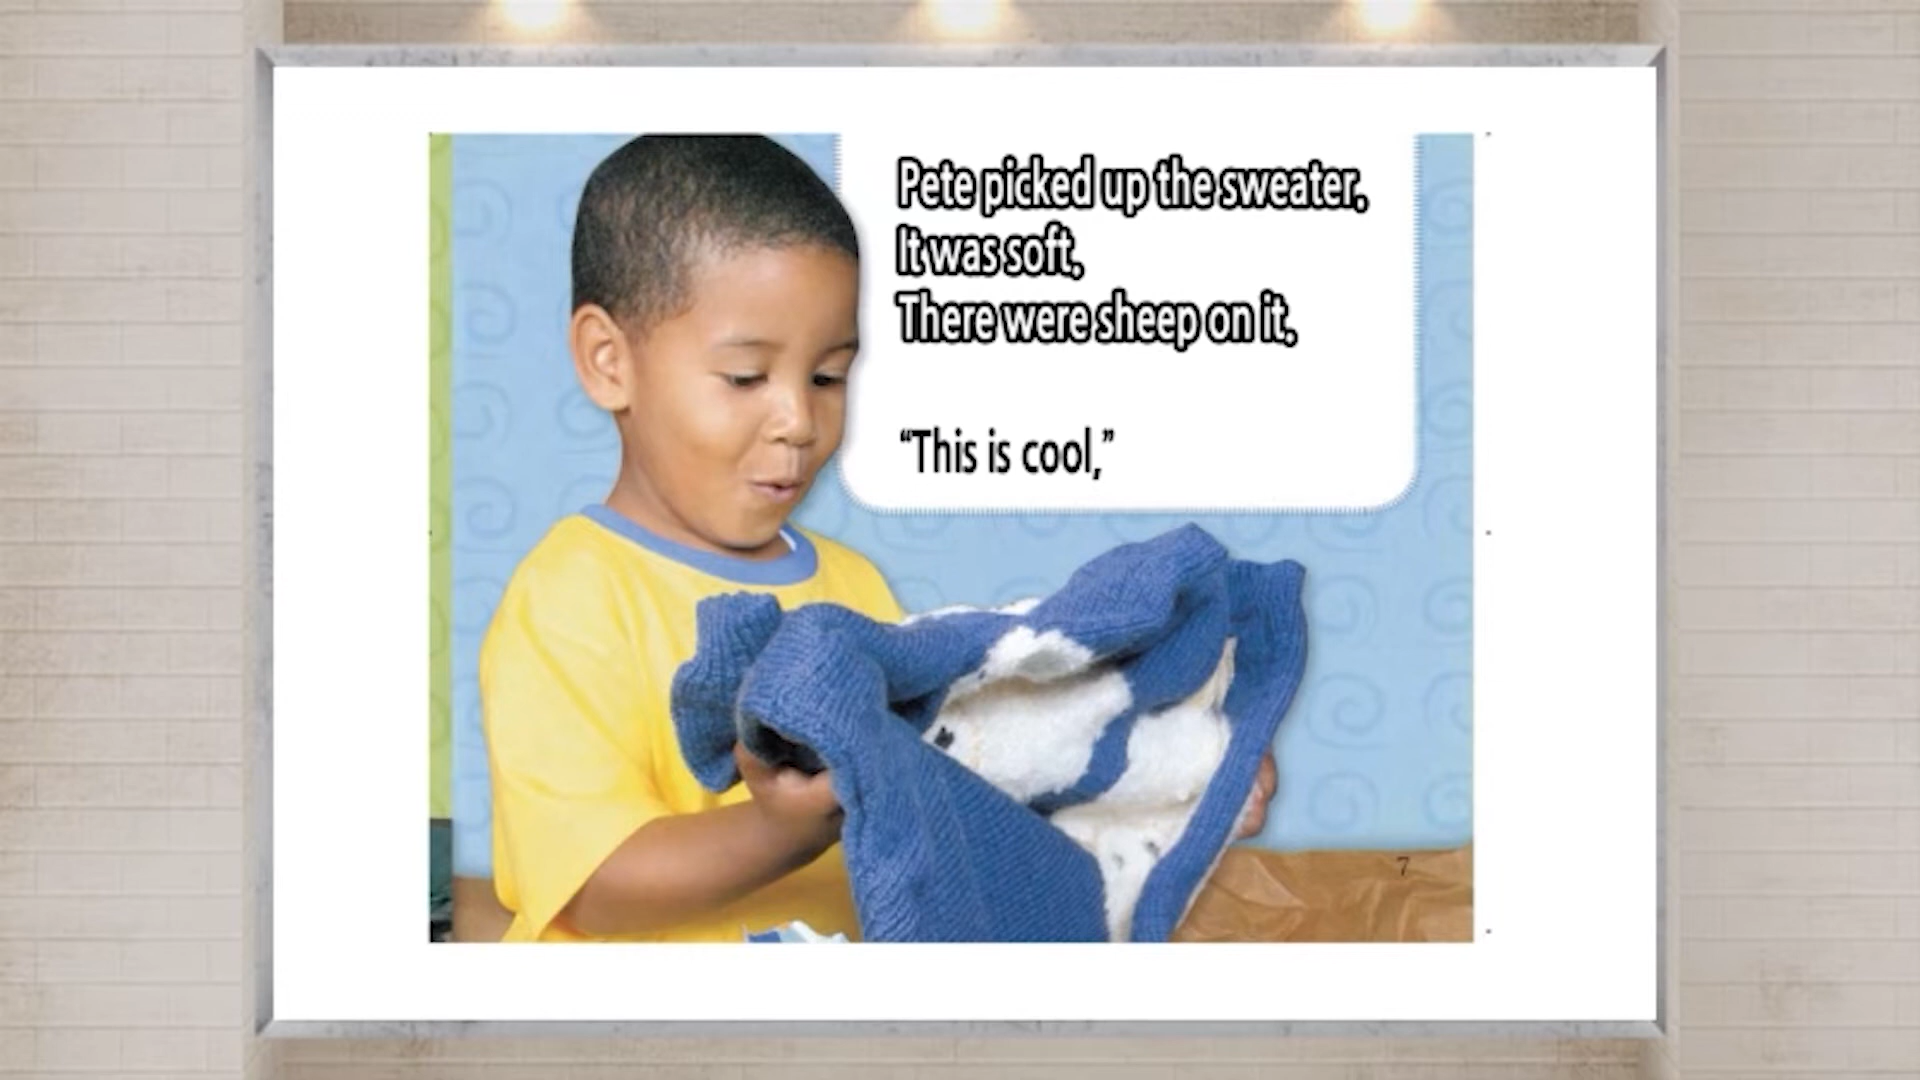 Pete picked up the sweater.
It was soft.
There were sheep on it.
“This is cool,”
7